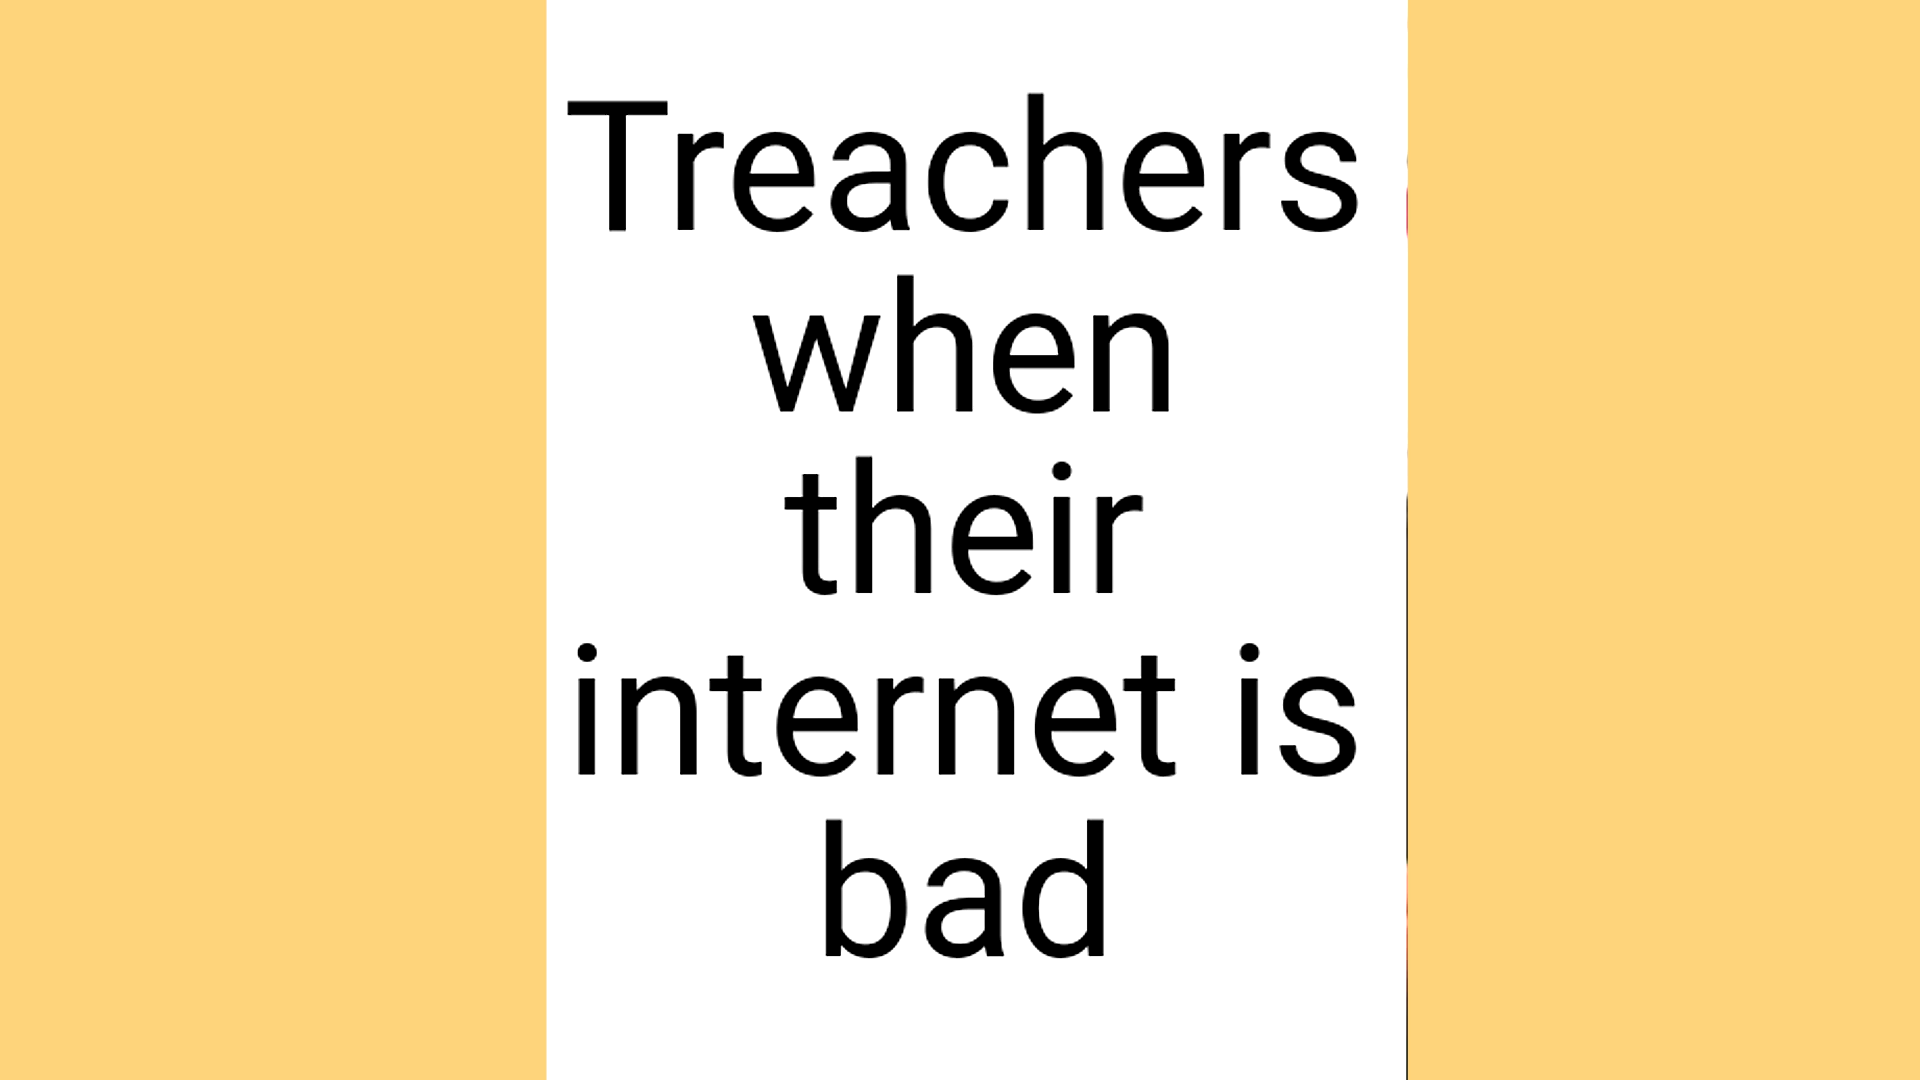 Treachers
when
their
internet is
bad